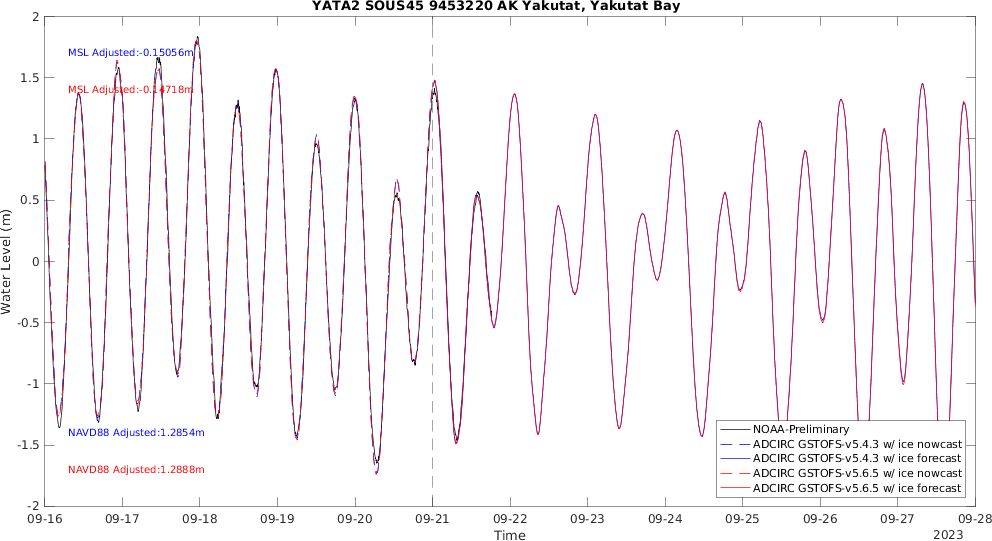 YATA2 SOUS45 9453220 AK Yakutat, Yakutat Bay
2
1.5
1
0.5
0
-0.5
-1
-1.5
-2
Water Level (m)
MSL Adjusted:-0.15056m
MSL Adjusted:-0.14718m
NAVD88 Adjusted:1.2854m
NAVD88 Adjusted:1.2888m
NOAA-Preliminary
ADCIRC GSTOFS-v5.4.3 w/ ice nowcast
ADCIRC GSTOFS-v5.4.3 w/ ice forecast
ADCIRC GSTOFS-v5.6.5 w/ ice nowcast
ADCIRC GSTOFS-v5.6.5 w/ ice forecast
09-16 09-17 09-18 09-19 09-20 09-21 09-22 09-23 09-24 09-25 09-26 09-27 09-28
Time
2023